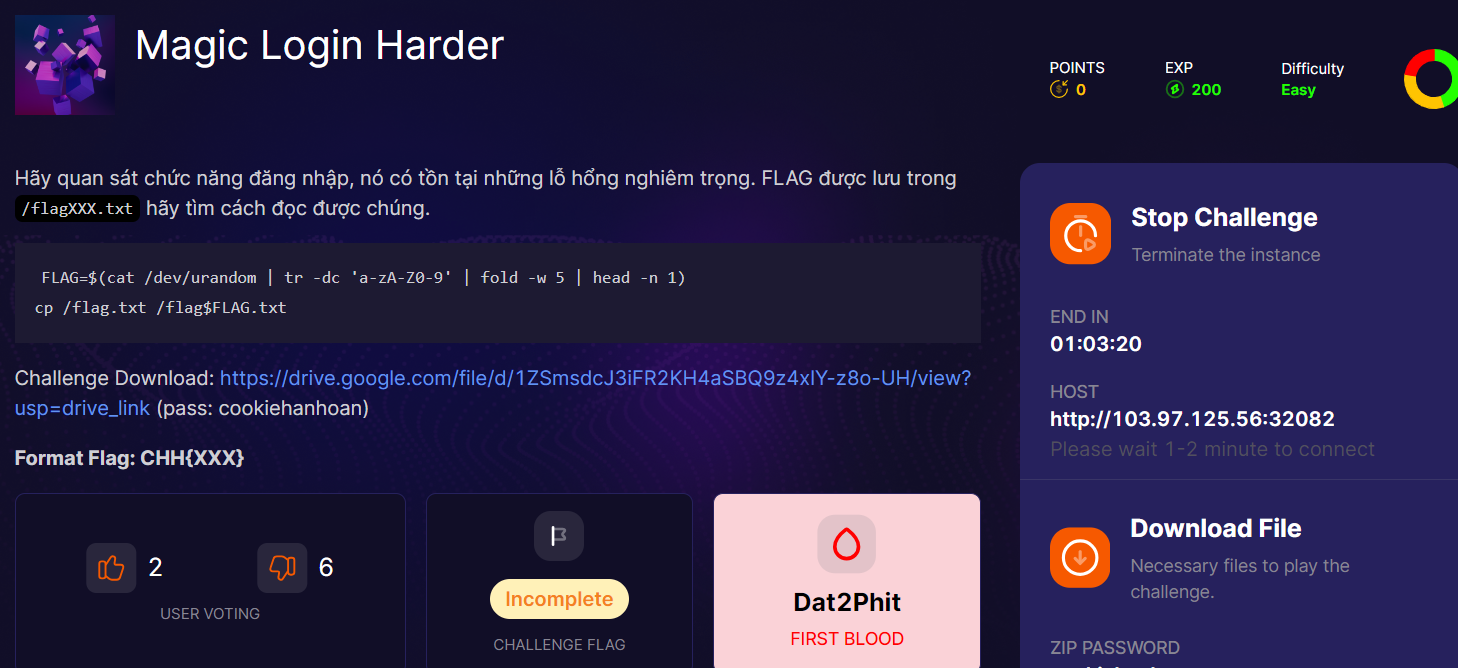 Magic Login Harder
POINTS
0
EXP
200
Difficulty
Easy
Hãy quan sát chức năng đăng nhập, nó có tồn tại những lỗ hổng nghiêm trọng. FLAG được lưu trong
/flagXXX.txt hãy tìm cách đọc được chúng.
FLAG=$(cat /dev/urandom | tr -dc 'a-zA-Z0-9' | fold -w 5 | head -n 1)
cp /flag.txt /flag$FLAG.txt
Challenge Download: https://drive.google.com/file/d/1ZSmsdcJ3iFR2KH4aSBQ9z4xlY-z8o-UH/view?
usp=drive_link (pass: cookiehanhoan)
Format Flag: CHH{XXX}
2
6
USER VOTING
Incomplete
CHALLENGE FLAG
Dat2Phit
FIRST BLOOD
Stop Challenge
Terminate the instance
END IN
01:03:20
HOST
http://103.97.125.56:32082
Please wait 1-2 minute to connect
Download File
Necessary files to play the
challenge.
ZIP PASSWORD